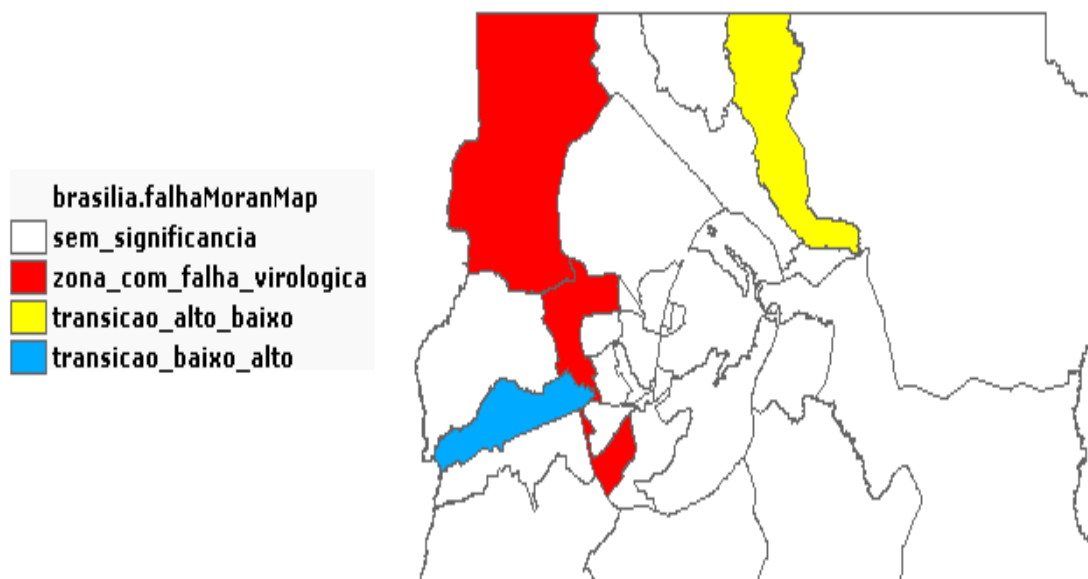 brasilia.falhaMoranMap
sem_significancia
zona_com_falha_virologica
transicao_alto_baixo
transicao_baixo_alto